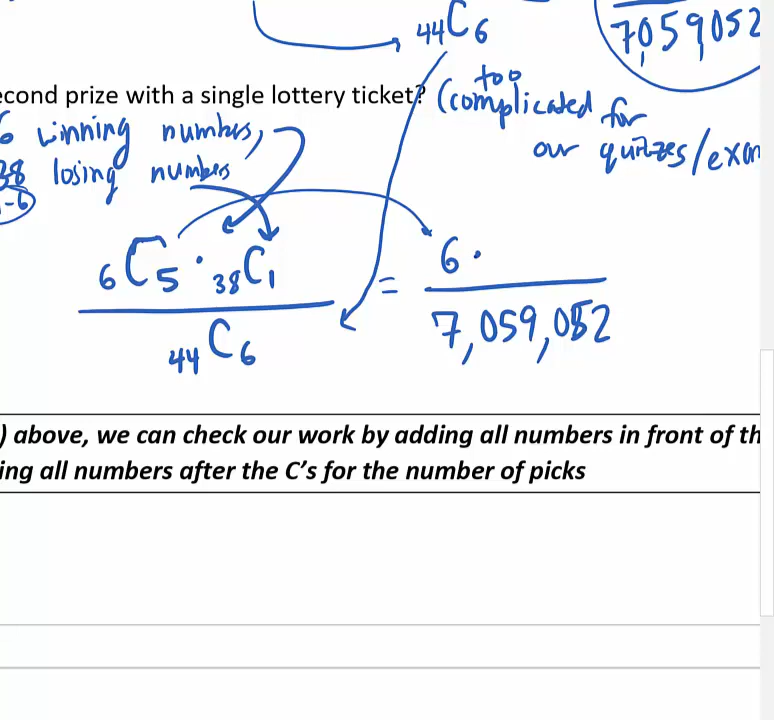 44C6
7,059,052
econd prize with a single lottery ticket? (too complicated for
our quizzes/exam
6 winning numbers,
38 losing numbers
-6
6C5 · 38C1 = 6 ·
44C6 7,059,052
) above, we can check our work by adding all numbers in front of th
ing all numbers after the C's for the number of picks